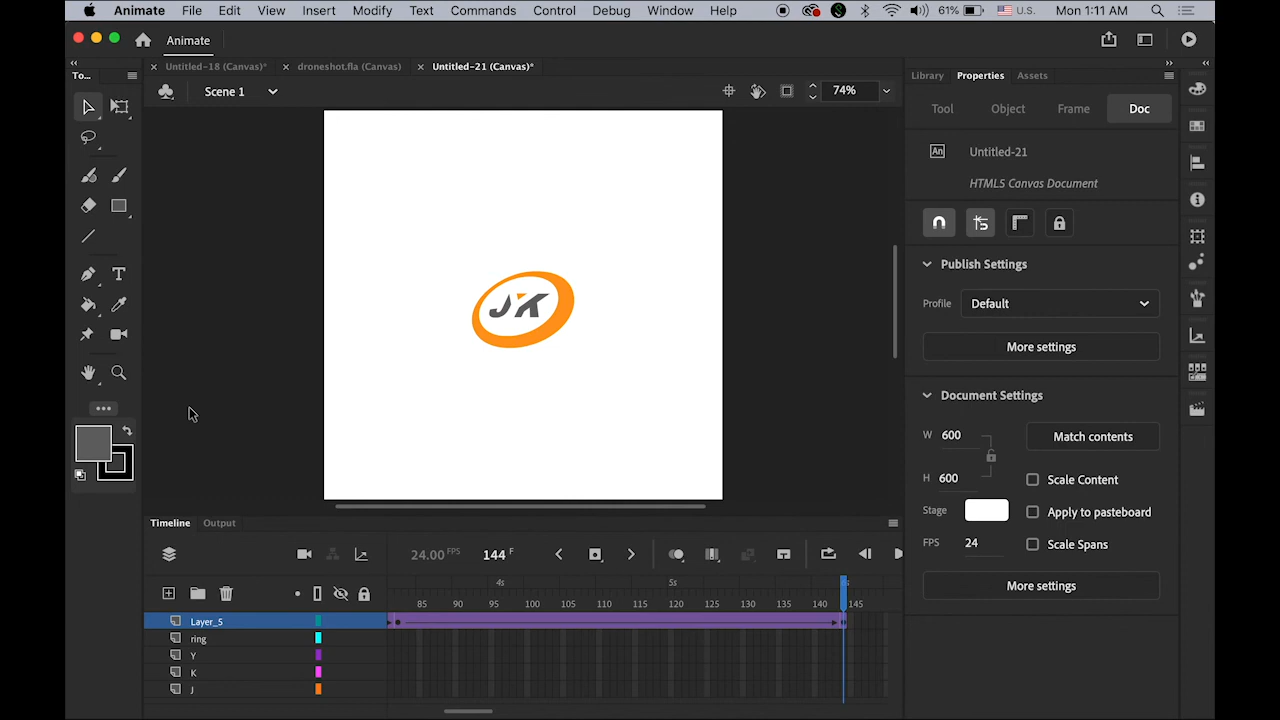 Animate File Edit View Insert Modify Text Commands Control Debug Window Help 61% U.S. Mon 1:11 AM
Animate
To...
Untitled-18 (Canvas)* droneshot.fla (Canvas) Untitled-21 (Canvas)*
Library Properties Assets
Scene 1 74%
Tool Object Frame Doc
An Untitled-21
HTML5 Canvas Document
Publish Settings
Profile Default
More settings
JK
Document Settings
W 600 Match contents
H 600 Scale Content
Stage Apply to pasteboard
FPS 24 Scale Spans
More settings
T
Timeline Output
24.00 FPS 144 F
4s 5s
85 90 95 100 105 110 115 120 125 130 135 140 145
Layer_5
ring
Y
K
J